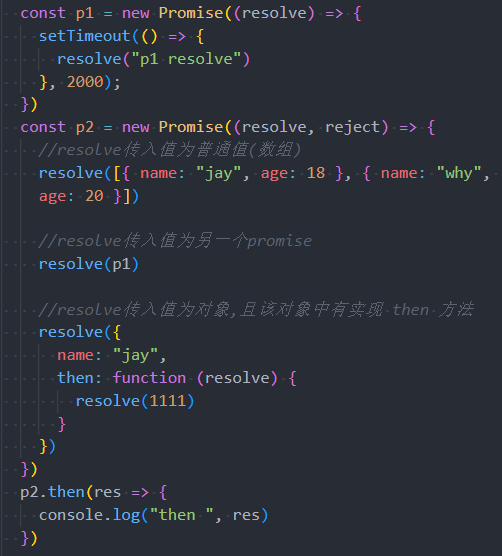 const p1 = new Promise((resolve) => {
  setTimeout(() => {
    resolve("p1 resolve")
  }, 2000);
})
const p2 = new Promise((resolve, reject) => {
  //resolve传入值为普通值(数组)
  resolve([{ name: "jay", age: 18 }, { name: "why",
  age: 20 }])
  //resolve传入值为另一个promise
  resolve(p1)
  //resolve传入值为对象,且该对象中有实现 then 方法
  resolve({
    name: "jay",
    then: function (resolve) {
      resolve(1111)
    }
  })
})
p2.then(res => {
  console.log("then ", res)
})